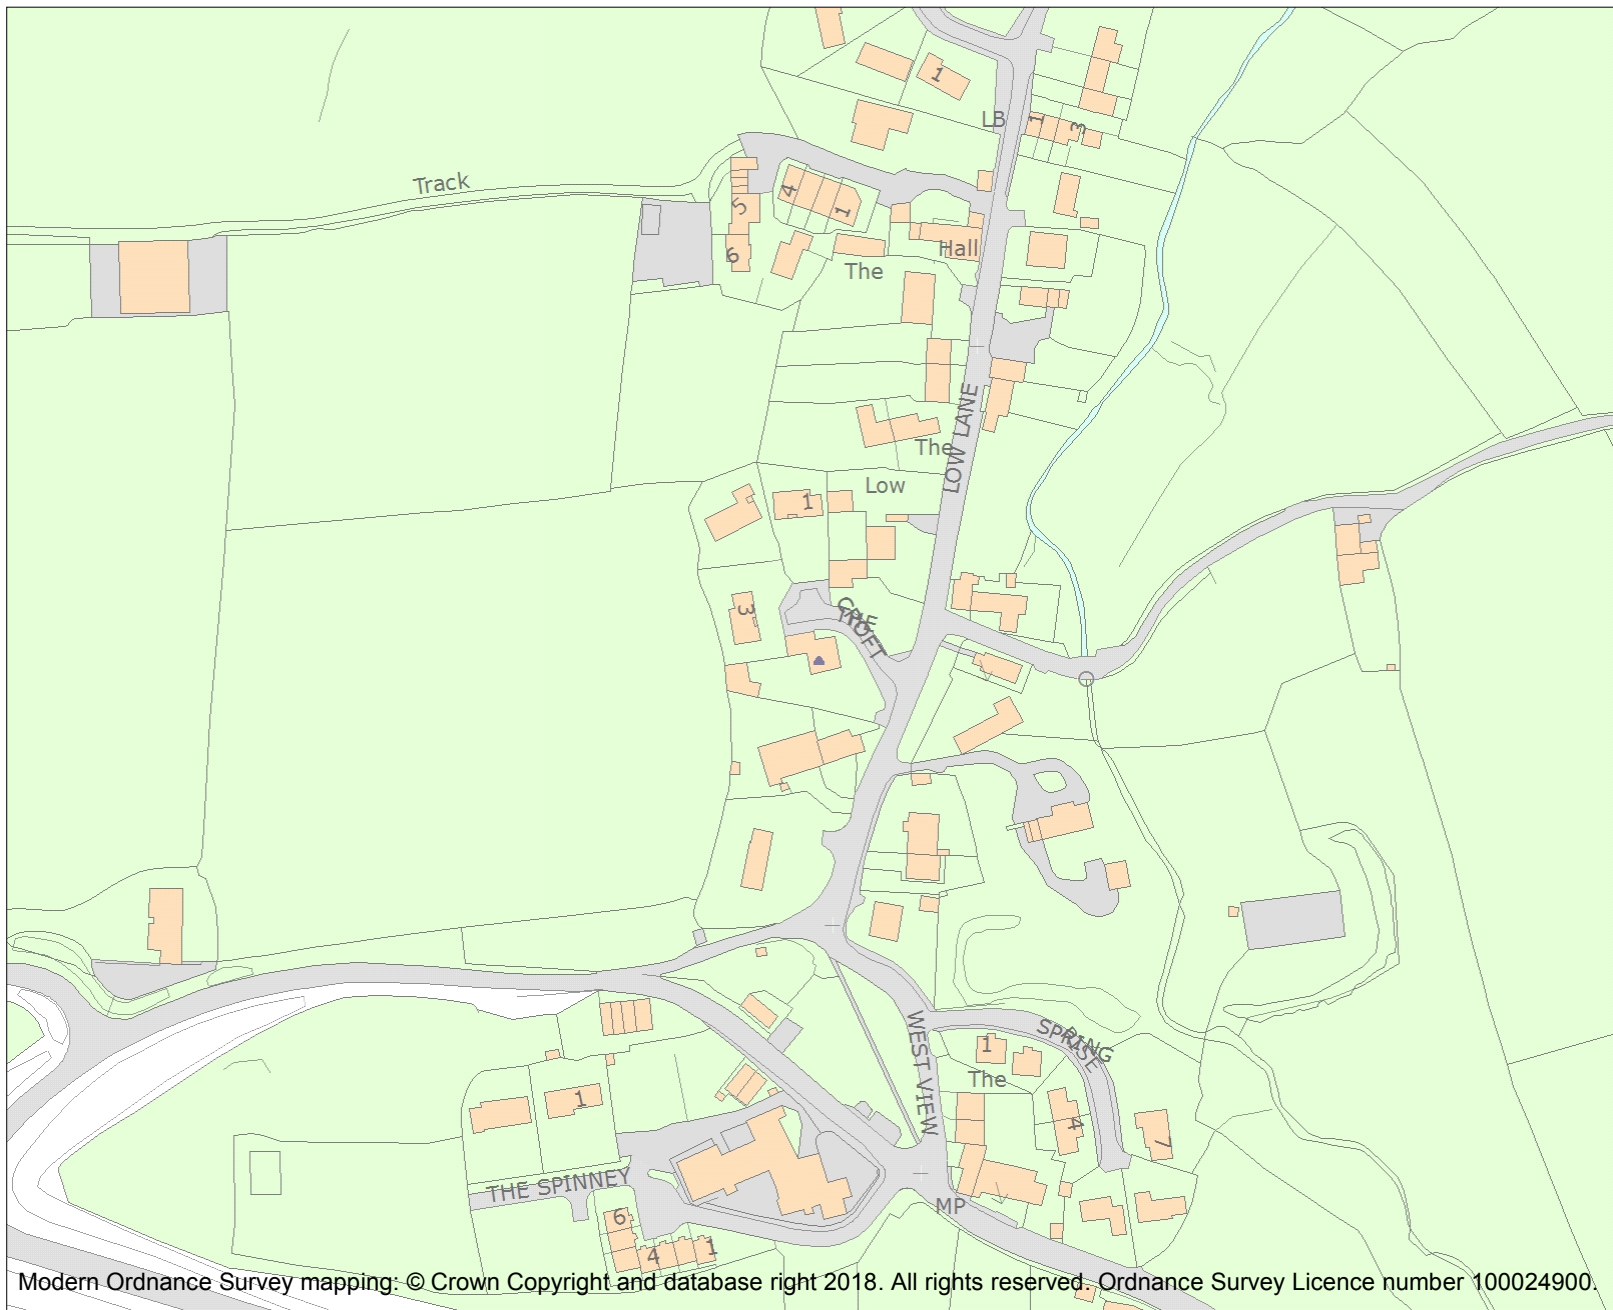 1
LB
1
3
Track
4
5
1
6
Hall
The
LOW LANE
The
Low
1
3
CROFT
THE
WEST VIEW
SPRING
RISE
1
The
1
4
7
THE SPINNEY
MP
6
4
1
Modern Ordnance Survey mapping: © Crown Copyright and database right 2018. All rights reserved. Ordnance Survey Licence number 100024900.